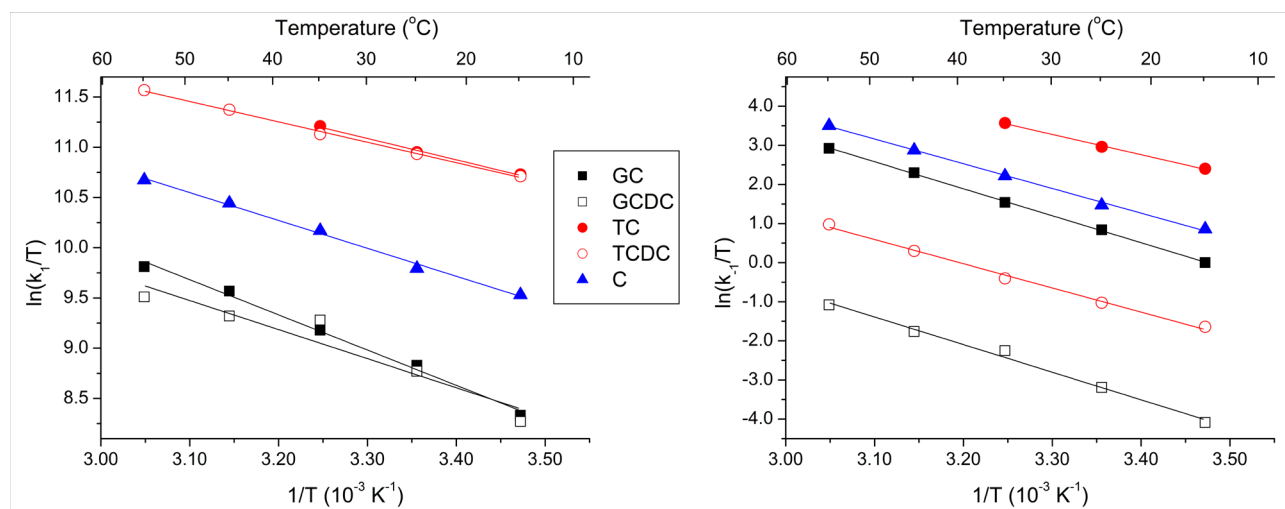 Temperature (°C)
60 50 40 30 20 10
11.5
11.0
10.5
10.0
9.5
9.0
8.5
ln(k₁/T)
3.00 3.10 3.20 3.30 3.40 3.50
1/T (10⁻³ K⁻¹)
GC
GCDC
TC
TCDC
C
Temperature (°C)
60 50 40 30 20 10
4.0
3.0
2.0
1.0
0.0
-1.0
-2.0
-3.0
-4.0
ln(k₋₁/T)
3.00 3.10 3.20 3.30 3.40 3.50
1/T (10⁻³ K⁻¹)